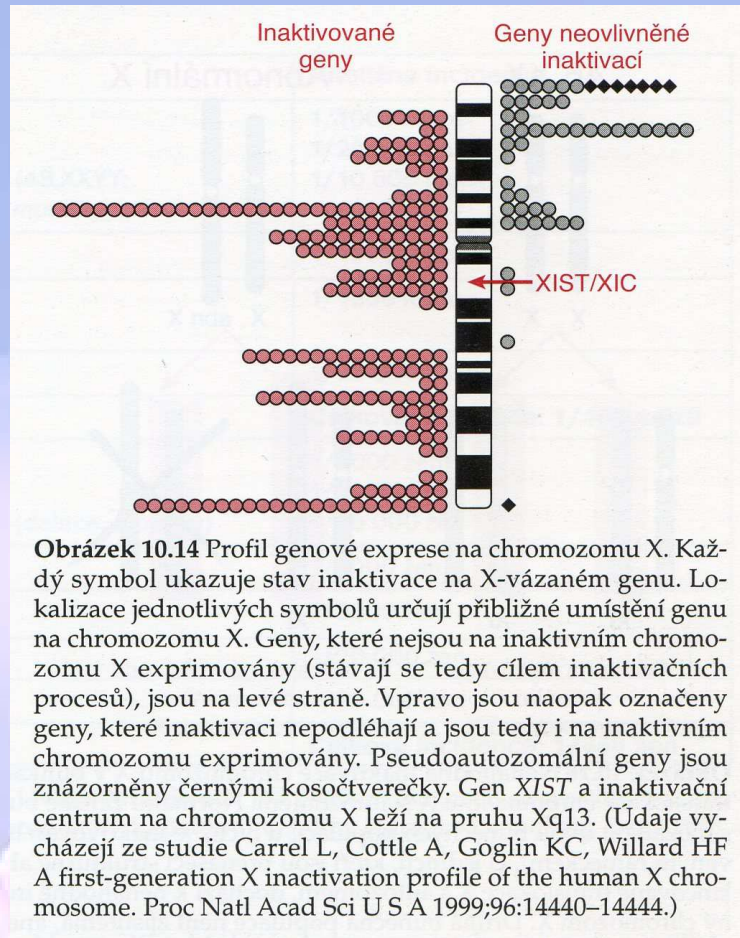 Inaktivované
geny
Geny neovlivněné
inaktivací
XIST/XIC
Obrázek 10.14 Profil genové exprese na chromozomu X. Kaž-
dý symbol ukazuje stav inaktivace na X-vázaném genu. Lo-
kalizace jednotlivých symbolů určují přibližné umístění genu
na chromozomu X. Geny, které nejsou na inaktivním chromo-
zomu X exprimovány (stávají se tedy cílem inaktivačních
procesů), jsou na levé straně. Vpravo jsou naopak označeny
geny, které inaktivaci nepodléhají a jsou tedy i na inaktivním
chromozomu exprimovány. Pseudoautozomální geny jsou
znázorněny černými kosočtverečky. Gen XIST a inaktivační
centrum na chromozomu X leží na pruhu Xq13. (Údaje vy-
cházejí ze studie Carrel L, Cottle A, Goglin KC, Willard HF
A first-generation X inactivation profile of the human X chro-
mosome. Proc Natl Acad Sci U S A 1999;96:14440–14444.)